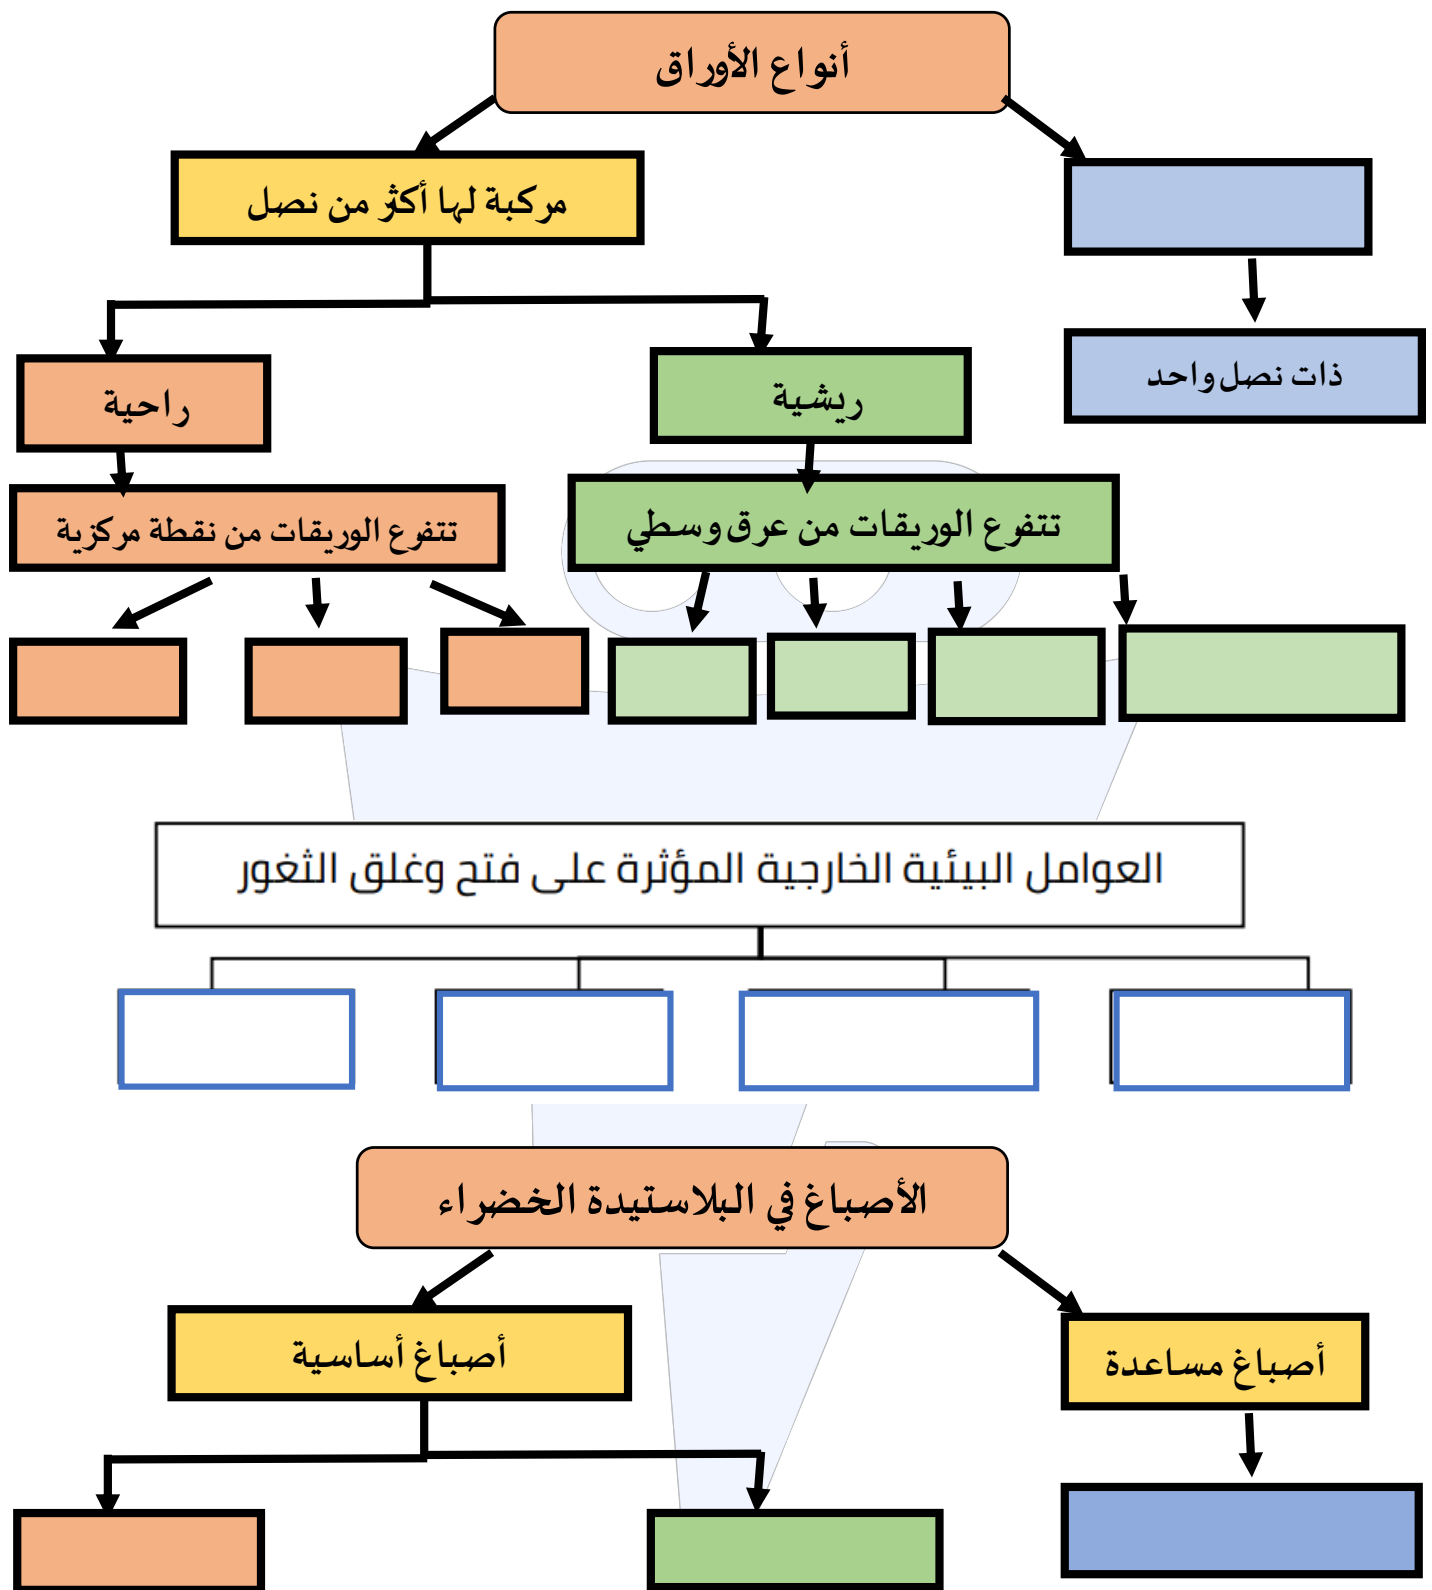 أنواع الأوراق
مركبة لها أكثر من نصل
ذات نصل واحد
ريشية
راحية
تتفرع الوريقات من عرق وسطي
تتفرع الوريقات من نقطة مركزية
العوامل البيئية الخارجية المؤثرة على فتح وغلق الثغور
الأصباغ في البلاستيدة الخضراء
أصباغ مساعدة
أصباغ أساسية